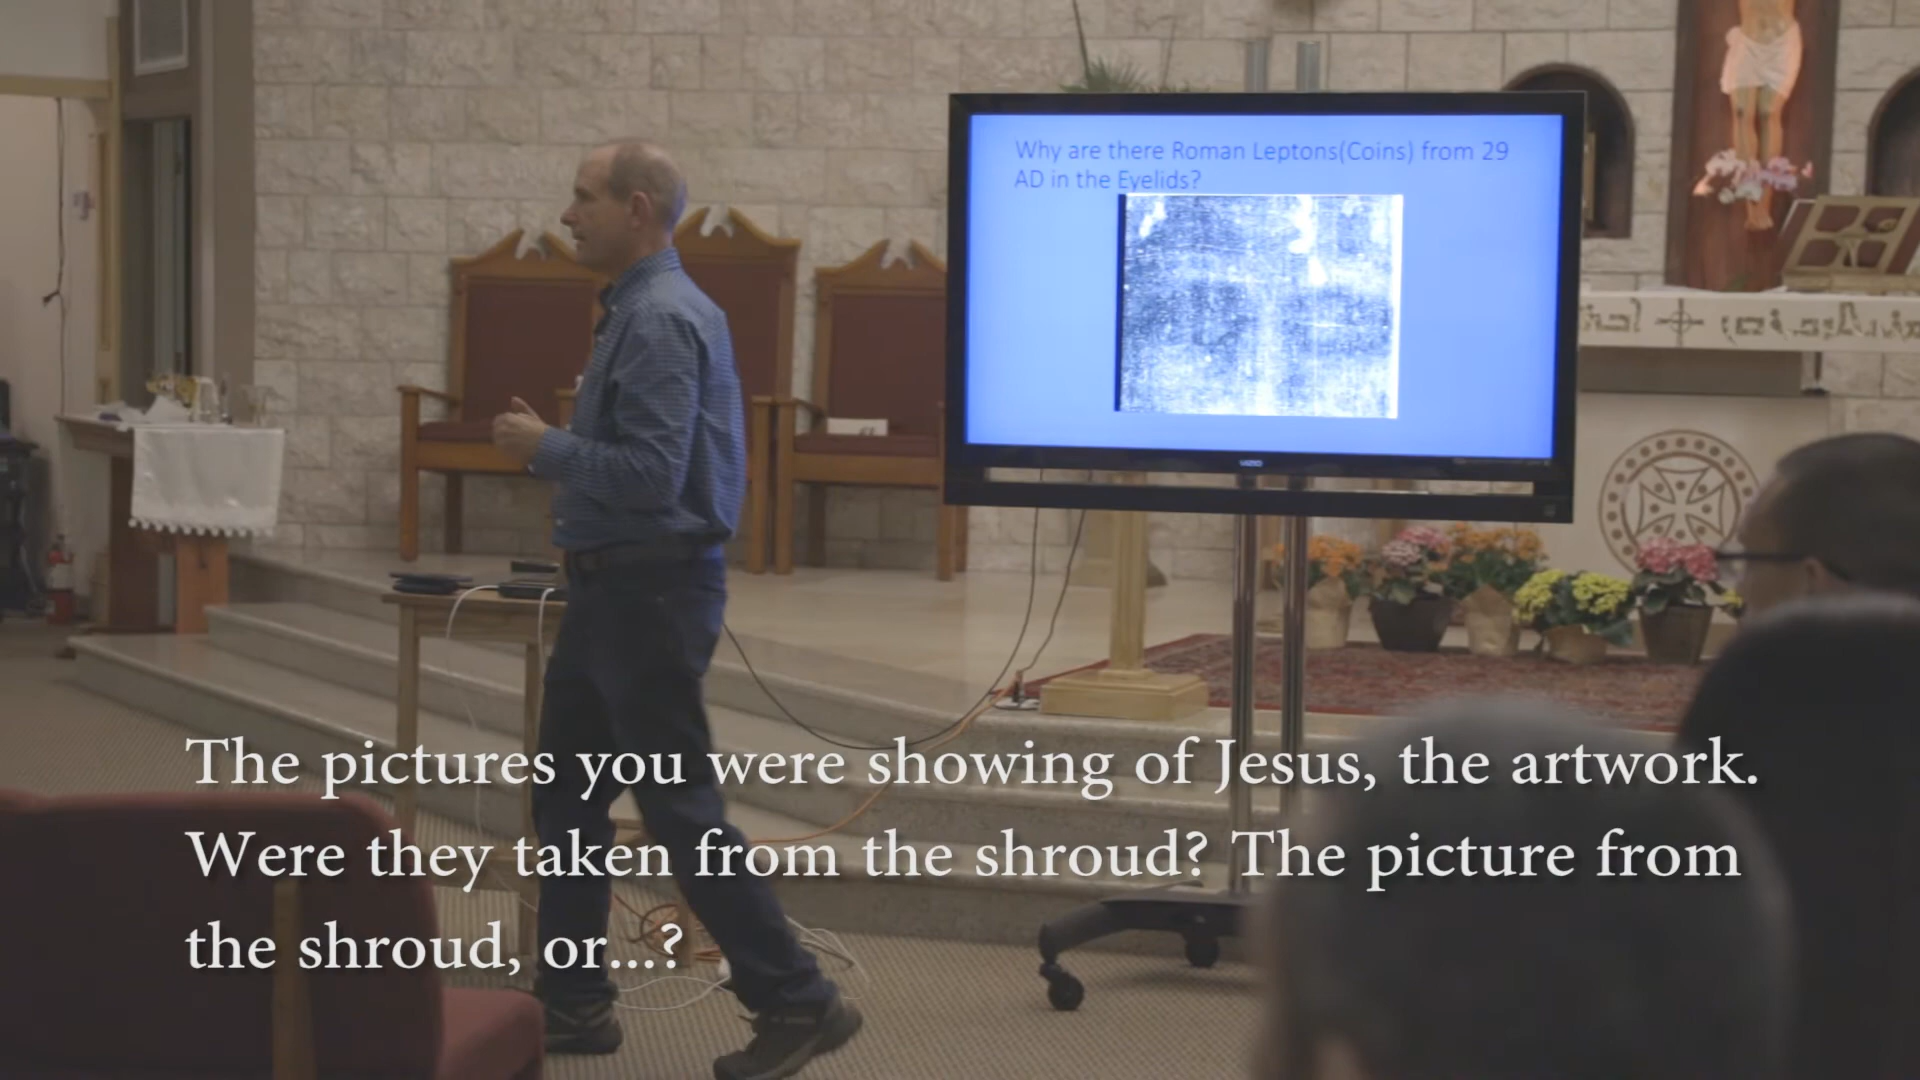 Why are there Roman Leptons(Coins) from 29
AD in the Eyelids?
VIZIO
The pictures you were showing of Jesus, the artwork.
Were they taken from the shroud? The picture from
the shroud, or...?